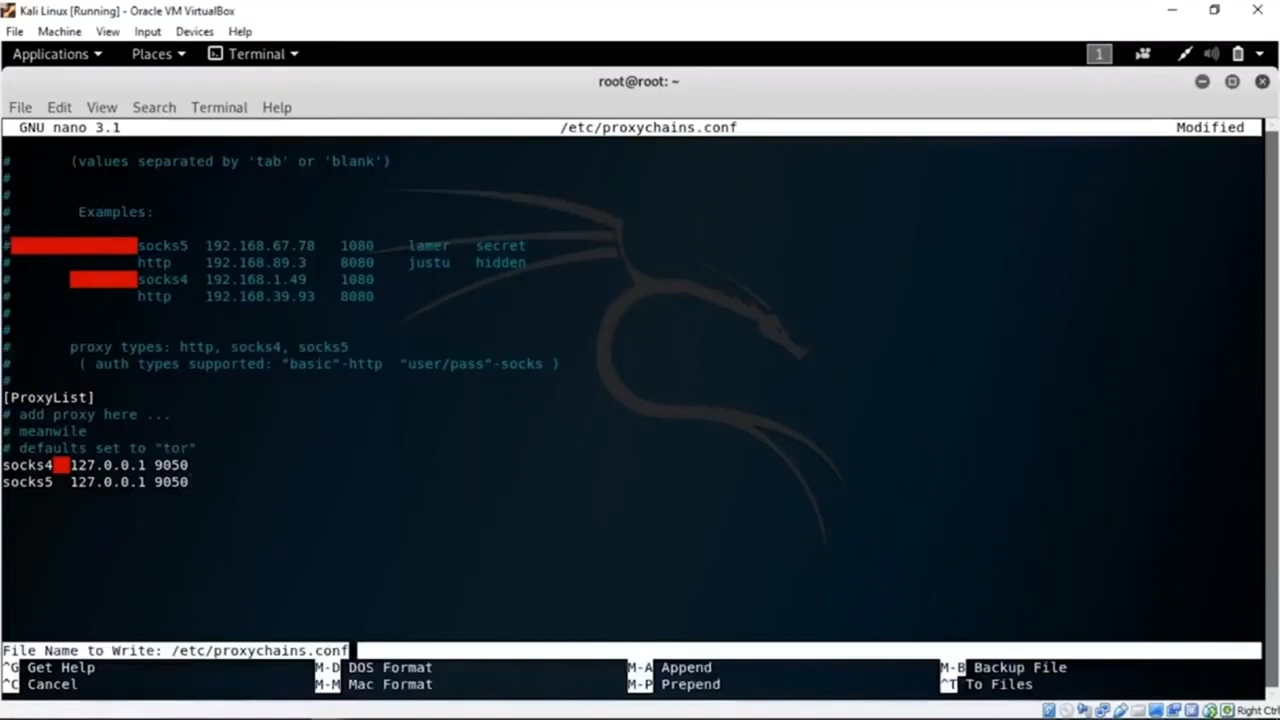 Kali Linux [Running] - Oracle VM VirtualBox
File Machine View Input Devices Help
Applications Places Terminal 1
root@root: ~
File Edit View Search Terminal Help
GNU nano 3.1 /etc/proxychains.conf Modified
# (values separated by 'tab' or 'blank')
#
#
# Examples:
#
# socks5 192.168.67.78 1080 lamer secret
# http 192.168.89.3 8080 justu hidden
# socks4 192.168.1.49 1080
# http 192.168.39.93 8080
#
#
# proxy types: http, socks4, socks5
# ( auth types supported: "basic"-http "user/pass"-socks )
#
[ProxyList]
# add proxy here ...
# meanwile
# defaults set to "tor"
socks4 127.0.0.1 9050
socks5 127.0.0.1 9050
File Name to Write: /etc/proxychains.conf
^G Get Help M-D DOS Format M-A Append M-B Backup File
^C Cancel M-M Mac Format M-P Prepend ^T To Files
Right Ctrl